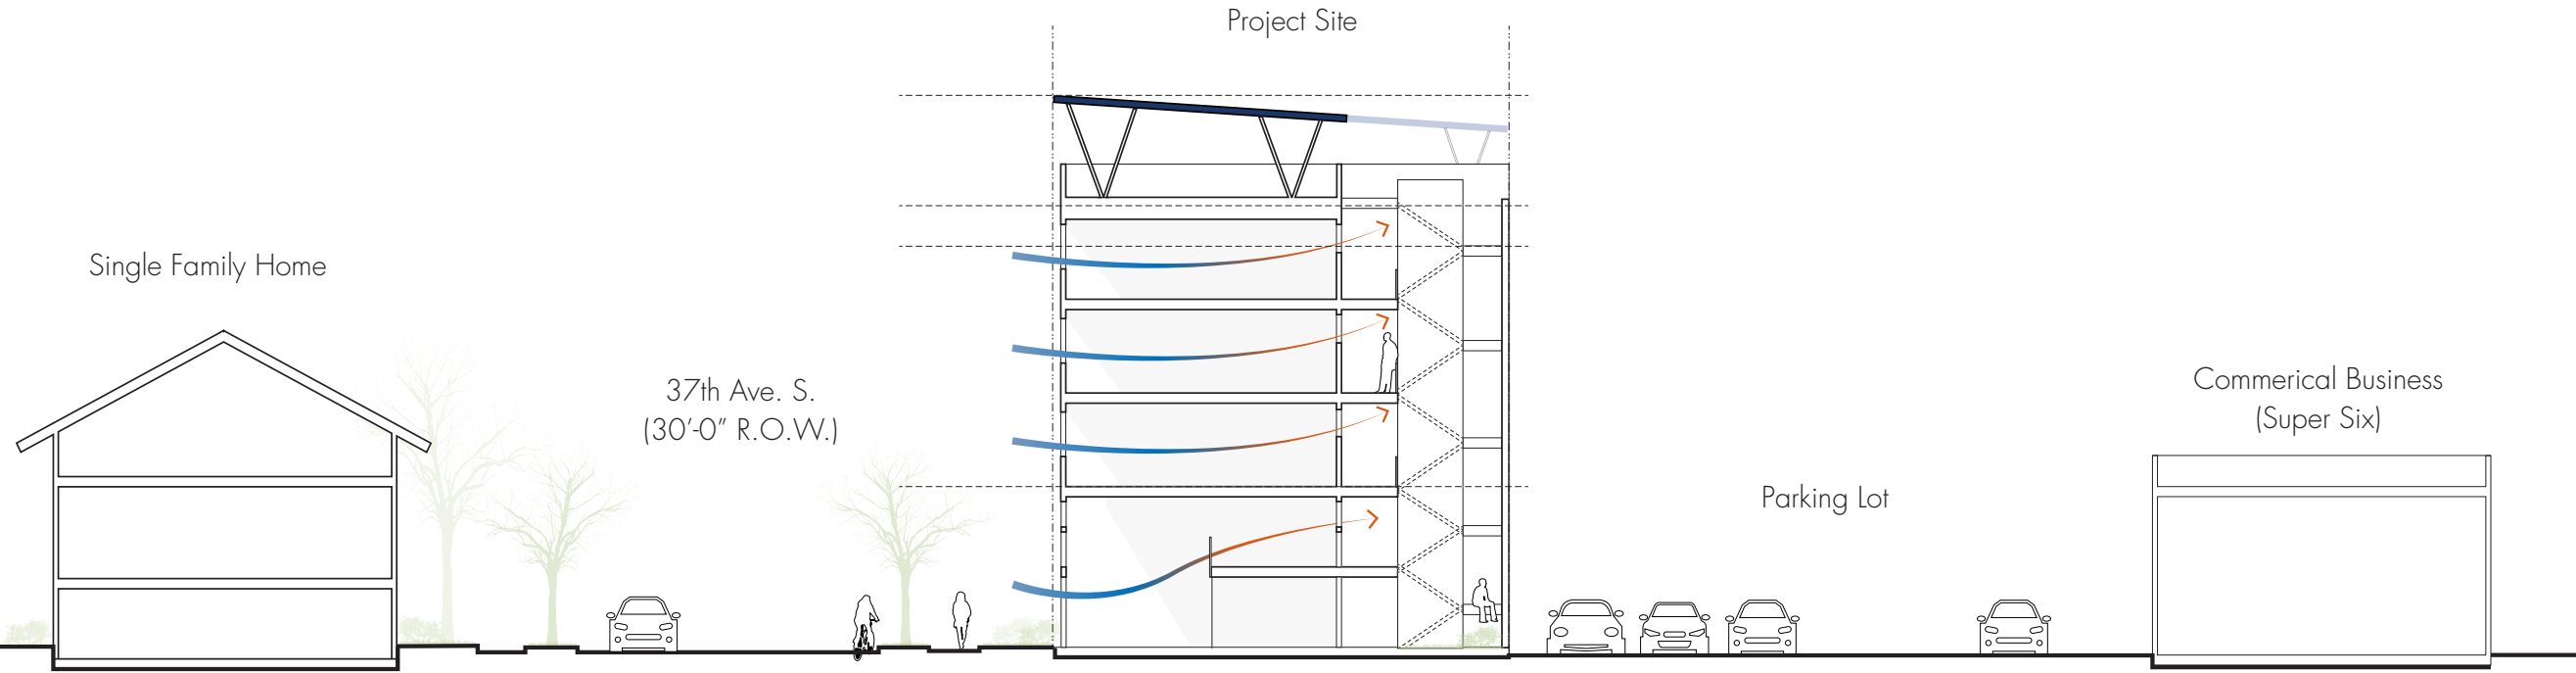 Project Site
Single Family Home
37th Ave. S.
(30’-0” R.O.W.)
Commerical Business
(Super Six)
Parking Lot